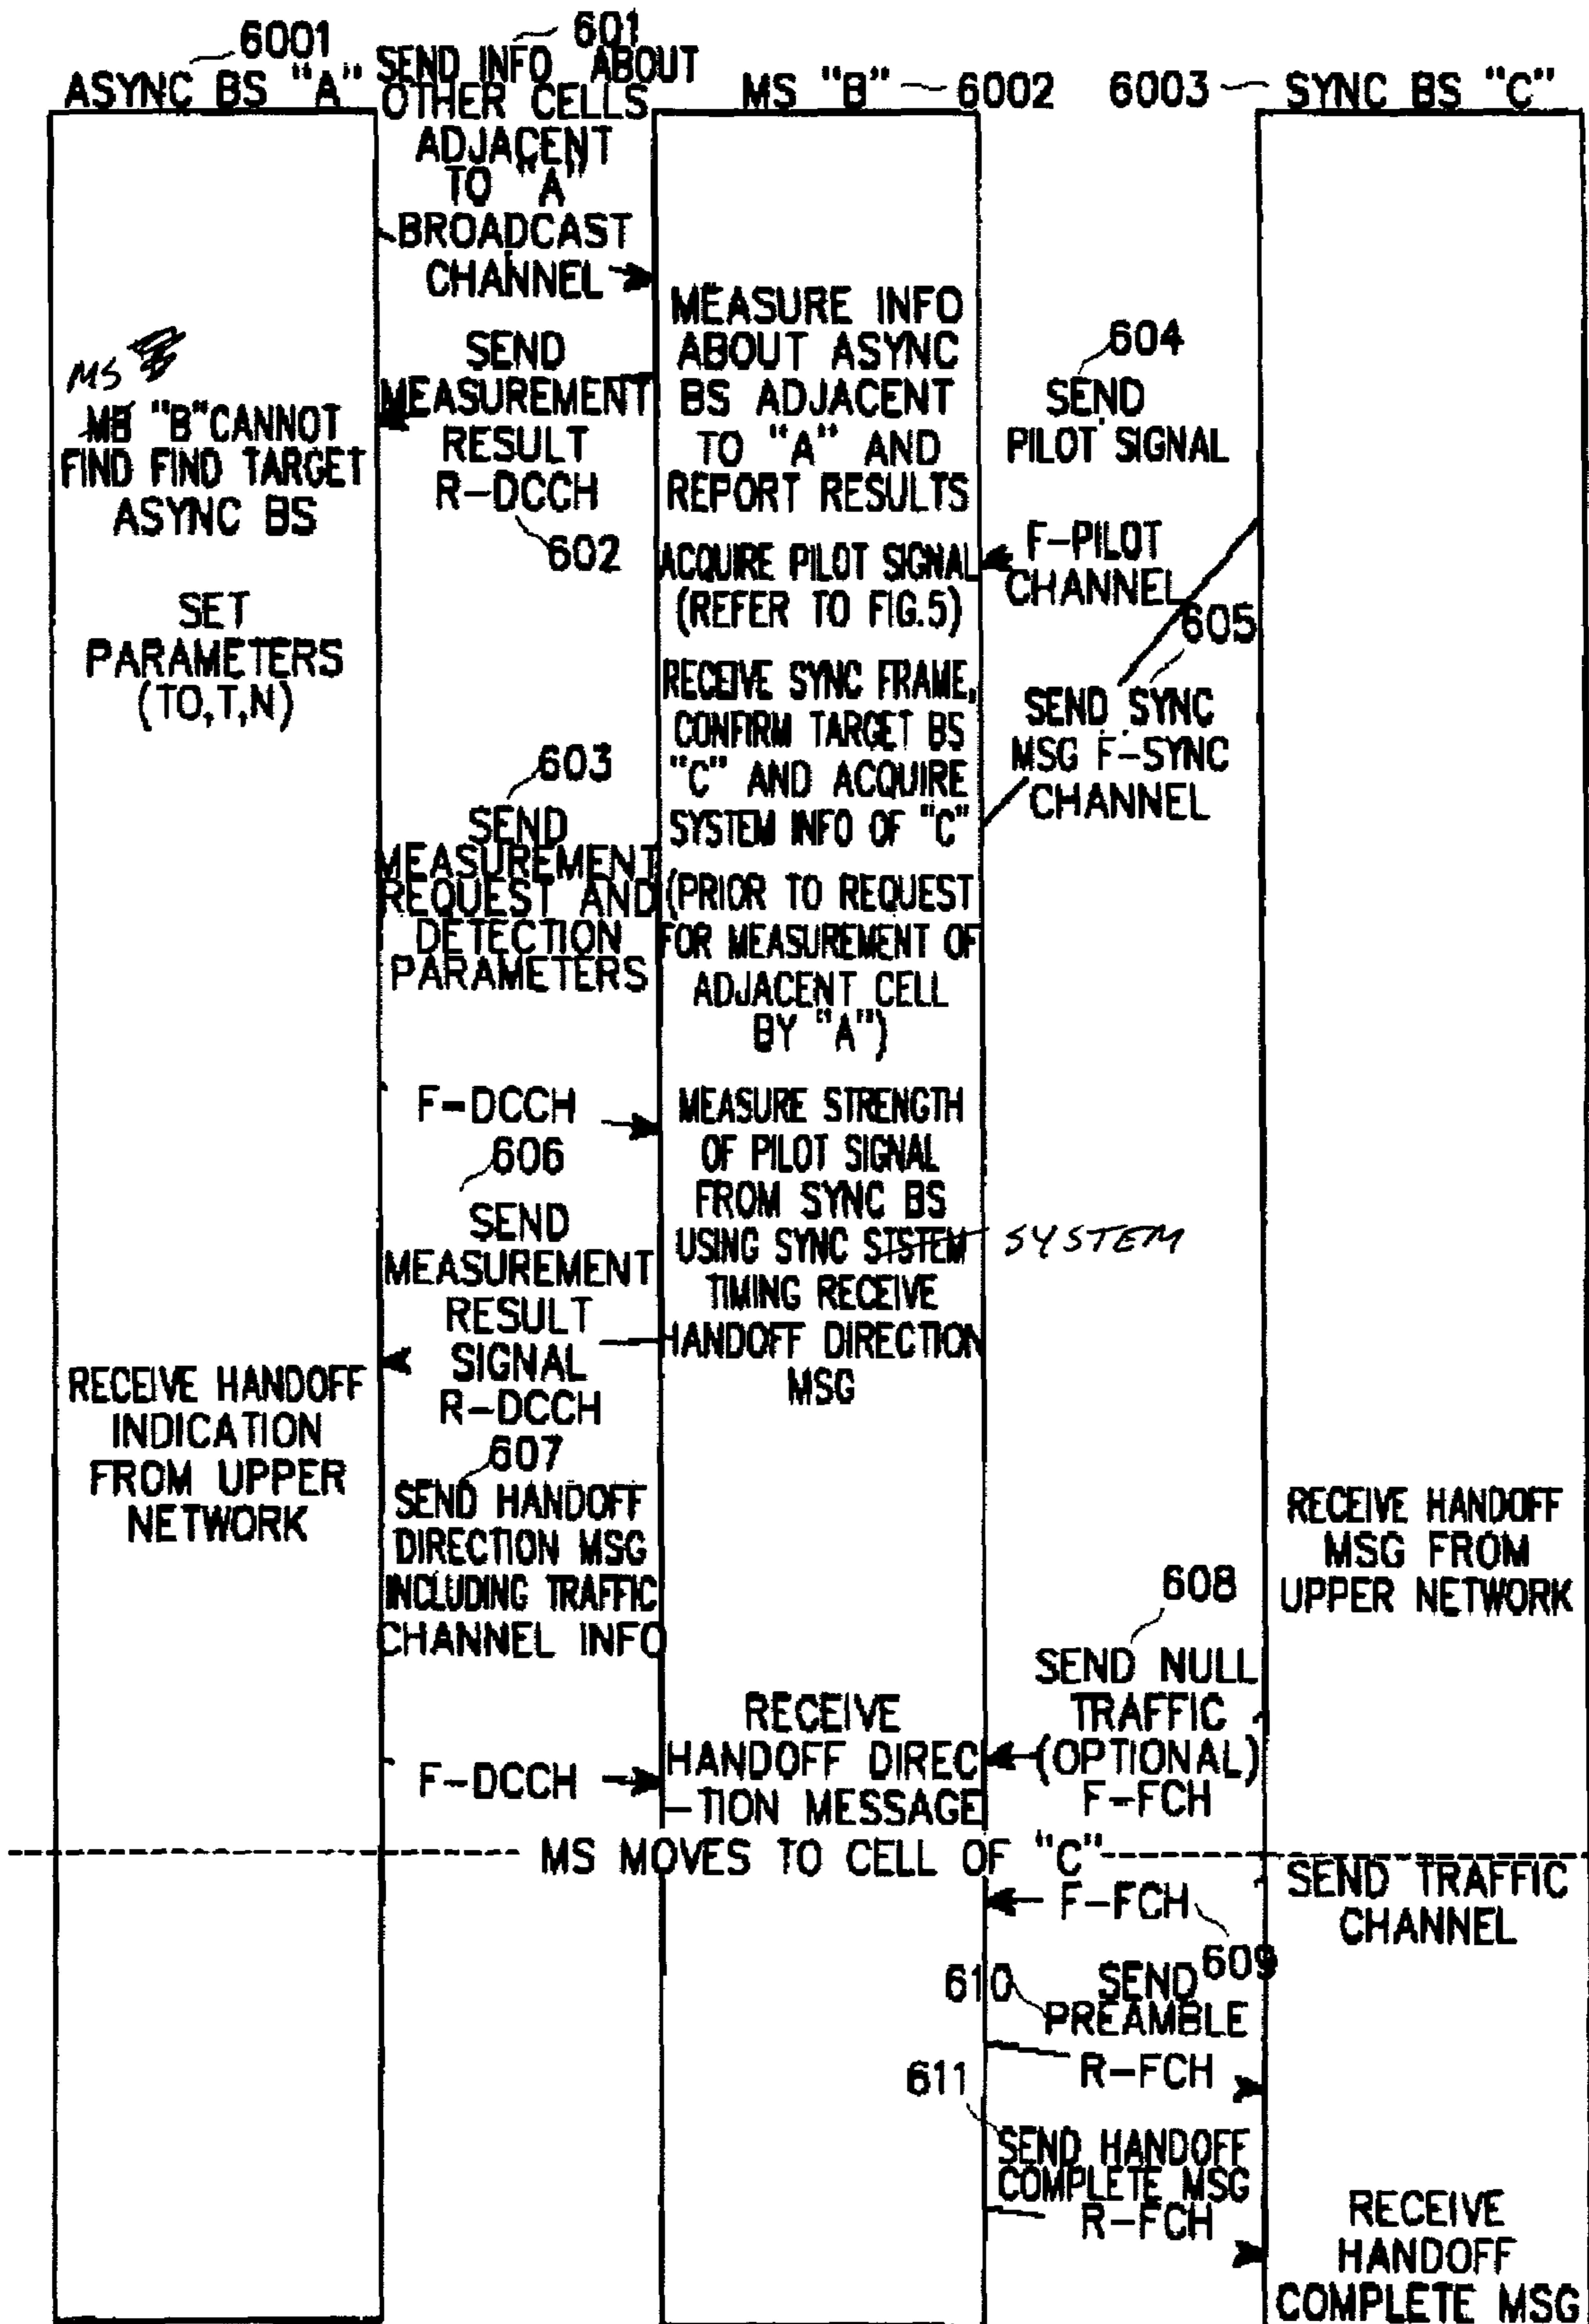 6001
ASYNC BS "A"
601
SEND INFO ABOUT
OTHER CELLS
ADJACENT
TO "A"
BROADCAST
CHANNEL
MS "B"
6002
6003
SYNC BS "C"
MEASURE INFO
ABOUT ASYNC
BS ADJACENT
TO "A" AND
REPORT RESULTS
SEND
MEASUREMENT
RESULT
R-DCCH
602
MS
MB "B" CANNOT
FIND FIND TARGET
ASYNC BS
SET
PARAMETERS
(TO,T,N)
604
SEND
PILOT SIGNAL
F-PILOT
CHANNEL
ACQUIRE PILOT SIGNAL
(REFER TO FIG.5)
605
SEND SYNC
MSG F-SYNC
CHANNEL
RECEIVE SYNC FRAME,
CONFIRM TARGET BS
"C" AND ACQUIRE
SYSTEM INFO OF "C"
(PRIOR TO REQUEST
FOR MEASUREMENT OF
ADJACENT CELL
BY "A")
603
SEND
MEASUREMENT
REQUEST AND
DETECTION
PARAMETERS
F-DCCH
MEASURE STRENGTH
OF PILOT SIGNAL
FROM SYNC BS
USING SYNC SISTEM
SYSTEM
TIMING RECEIVE
HANDOFF DIRECTION
MSG
606
SEND
MEASUREMENT
RESULT
SIGNAL
R-DCCH
RECEIVE HANDOFF
INDICATION
FROM UPPER
NETWORK
607
SEND HANDOFF
DIRECTION MSG
INCLUDING TRAFFIC
CHANNEL INFO
F-DCCH
RECEIVE HANDOFF
MSG FROM
UPPER NETWORK
608
SEND NULL
TRAFFIC
(OPTIONAL)
F-FCH
RECEIVE
HANDOFF DIREC
-TION MESSAGE
MS MOVES TO CELL OF "C"
SEND TRAFFIC
CHANNEL
F-FCH
609
610
SEND
PREAMBLE
R-FCH
611
SEND HANDOFF
COMPLETE MSG
R-FCH
RECEIVE
HANDOFF
COMPLETE MSG